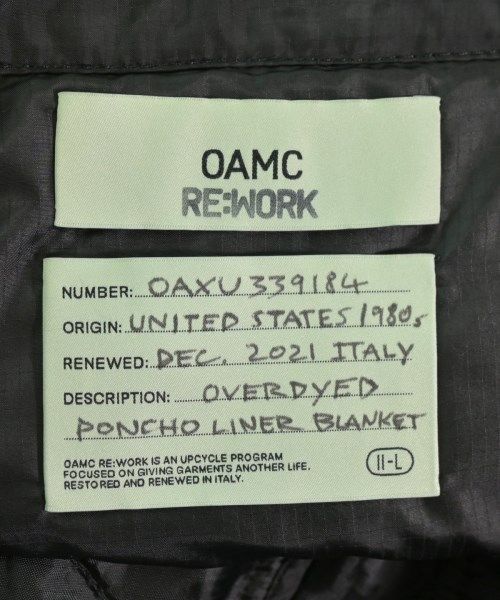 OAMC
RE:WORK
NUMBER: OAXU339184
ORIGIN: UNITED STATES/1980s
RENEWED: DEC. 2021 ITALY
DESCRIPTION: OVERDYED
PONCHO LINER BLANKET
OAMC RE:WORK IS AN UPCYCLE PROGRAM
FOCUSED ON GIVING GARMENTS ANOTHER LIFE.
RESTORED AND RENEWED IN ITALY.
II-L